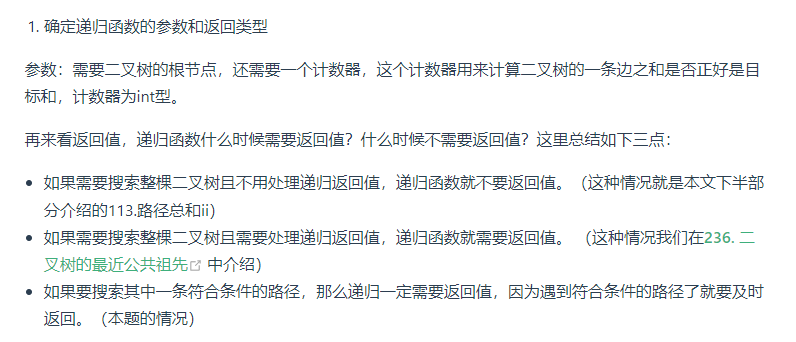 1. 确定递归函数的参数和返回类型
参数：需要二叉树的根节点，还需要一个计数器，这个计数器用来计算二叉树的一条边之和是否正好是目
标和，计数器为int型。
再来看返回值，递归函数什么时候需要返回值？什么时候不需要返回值？这里总结如下三点：
• 如果需要搜索整棵二叉树且不用处理递归返回值，递归函数就不要返回值。（这种情况就是本文下半部
分介绍的113.路径总和ii）
• 如果需要搜索整棵二叉树且需要处理递归返回值，递归函数就需要返回值。 （这种情况我们在236. 二
叉树的最近公共祖先 中介绍）
• 如果要搜索其中一条符合条件的路径，那么递归一定需要返回值，因为遇到符合条件的路径了就要及时
返回。（本题的情况）